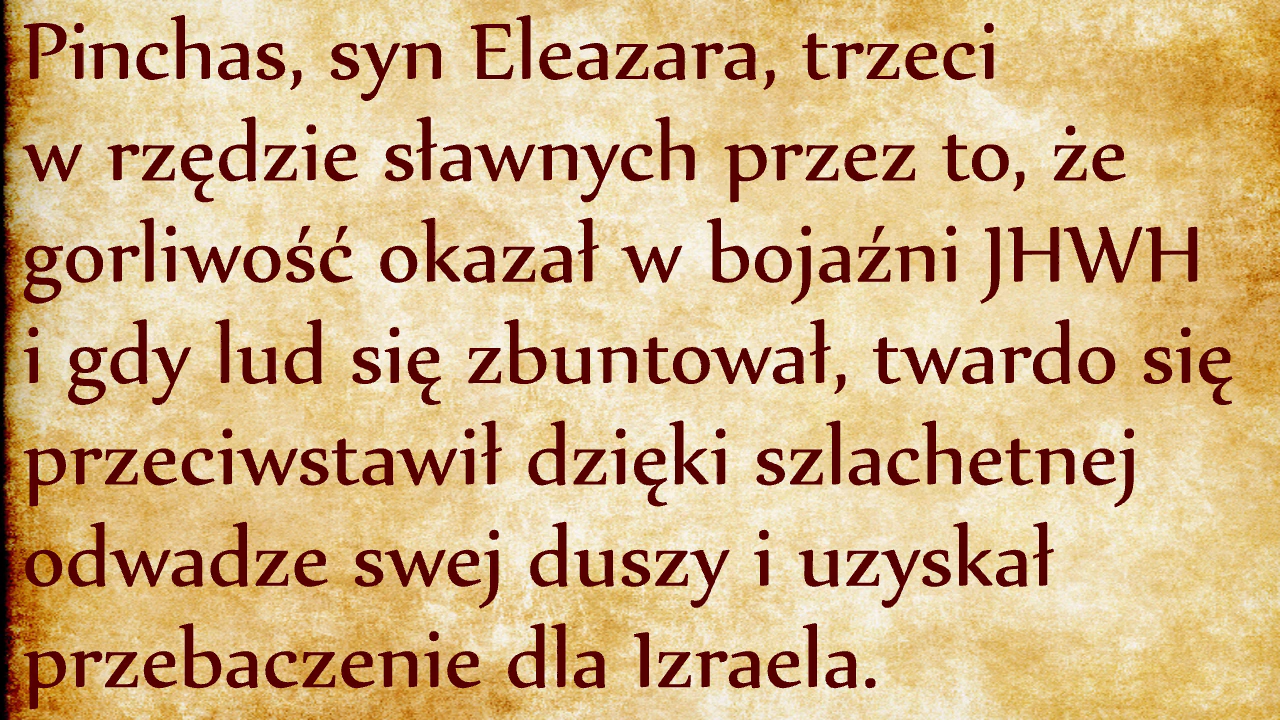 Pinchas, syn Eleazara, trzeci
w rzędzie sławnych przez to, że
gorliwość okazał w bojaźni JHWH
i gdy lud się zbuntował, twardo się
przeciwstawił dzięki szlachetnej
odwadze swej duszy i uzyskał
przebaczenie dla Izraela.